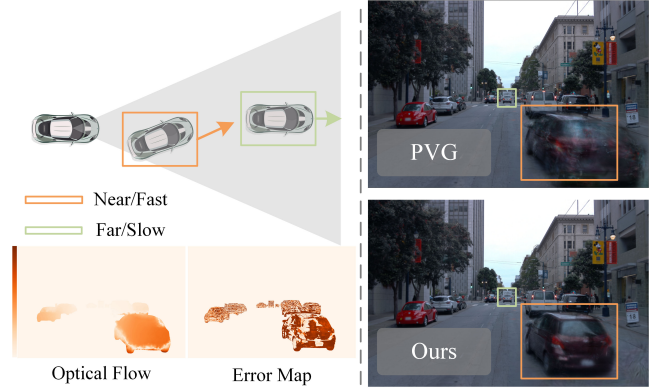 Near/Fast
Far/Slow
Optical Flow
Error Map
PVG
Ours